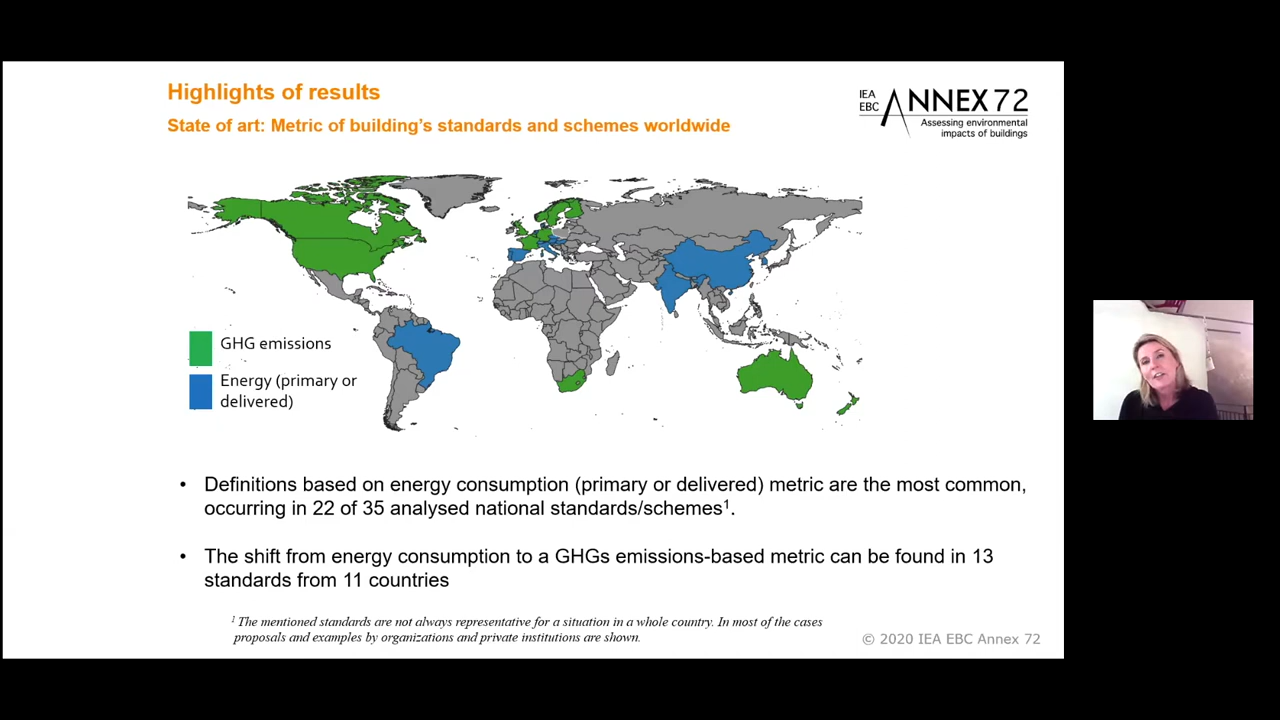 Highlights of results
State of art: Metric of building's standards and schemes worldwide
IEA
EBC
ANNEX 72
Assessing environmental
impacts of buildings
GHG emissions
Energy (primary or
delivered)
• Definitions based on energy consumption (primary or delivered) metric are the most common,
occurring in 22 of 35 analysed national standards/schemes¹.
• The shift from energy consumption to a GHGs emissions-based metric can be found in 13
standards from 11 countries
¹ The mentioned standards are not always representative for a situation in a whole country. In most of the cases
proposals and examples by organizations and private institutions are shown.
© 2020 IEA EBC Annex 72